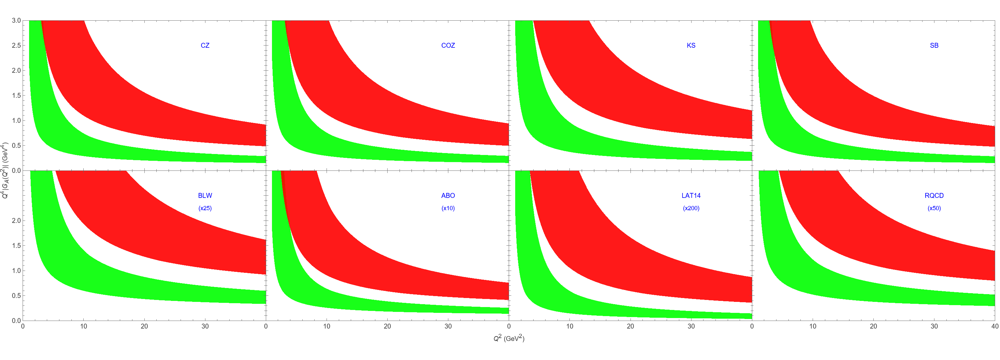 3.0
2.5
2.0
1.5
1.0
0.5
0.0
10 20 30
CZ
COZ
KS
SB
Q⁴|G_A(Q²)| (GeV⁴)
BLW
(x25)
ABO
(x10)
LAT14
(x200)
RQCD
(x50)
2.0
1.5
1.0
0.5
0.0
0 10 20 30 0 10 20 30 0 10 20 30 0 10 20 30 40
Q² (GeV²)